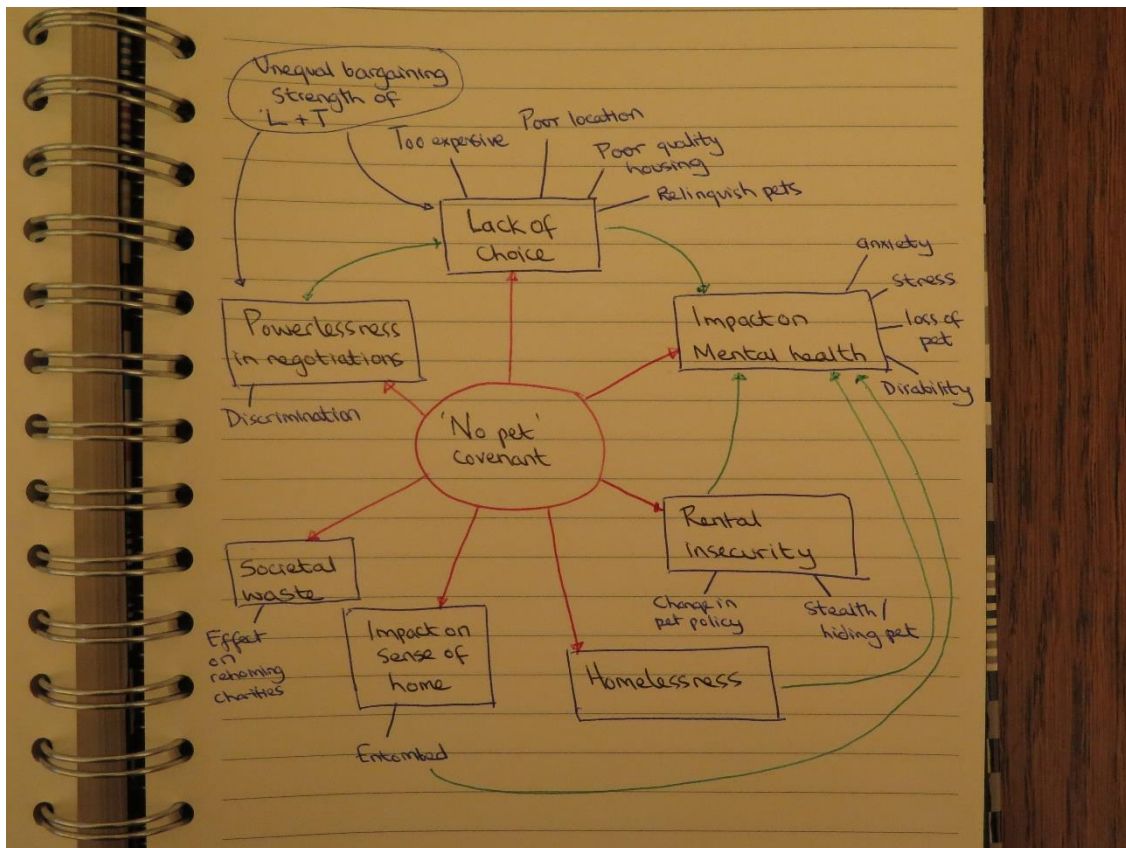 Unequal bargaining
Strength of
L + T
Too expensive
Poor location
Poor quality
housing
Relinquish pets
Lack of
Choice
anxiety
Stress
loss of
pet
Disability
Impact on
Mental health
Powerlessness
in negotiations
Discrimination
'No pet'
covenant
Rental
insecurity
Change in
pet policy
Stealth/
hiding pet
Societal
waste
Effect
on
rehoming
charities
Impact on
Sense of
home
Entombed
Homelessness